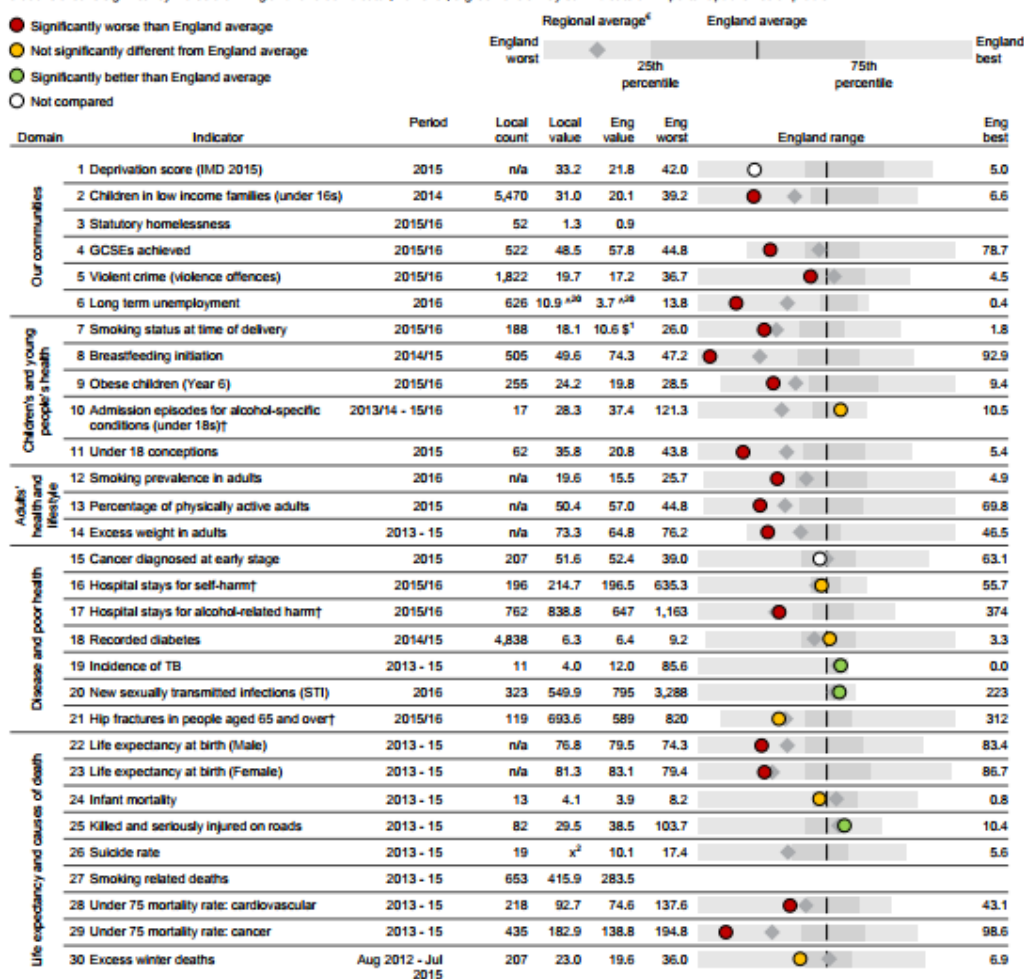 Significantly worse than England average
Not significantly different from England average
Significantly better than England average
Not compared
Regional average€ England average
England worst England best
25th percentile 75th percentile
Domain Indicator Period Local count Local value Eng value Eng worst England range Eng best
Our communities
1 Deprivation score (IMD 2015) 2015 n/a 33.2 21.8 42.0 5.0
2 Children in low income families (under 16s) 2014 5,470 31.0 20.1 39.2 6.6
3 Statutory homelessness 2015/16 52 1.3 0.9
4 GCSEs achieved 2015/16 522 48.5 57.8 44.8 78.7
5 Violent crime (violence offences) 2015/16 1,822 19.7 17.2 36.7 4.5
6 Long term unemployment 2016 626 10.9 ^20 3.7 ^20 13.8 0.4
Children's and young people's health
7 Smoking status at time of delivery 2015/16 188 18.1 10.6 $1 26.0 1.8
8 Breastfeeding initiation 2014/15 505 49.6 74.3 47.2 92.9
9 Obese children (Year 6) 2015/16 255 24.2 19.8 28.5 9.4
10 Admission episodes for alcohol-specific conditions (under 18s)† 2013/14 - 15/16 17 28.3 37.4 121.3 10.5
11 Under 18 conceptions 2015 62 35.8 20.8 43.8 5.4
Adults' health and lifestyle
12 Smoking prevalence in adults 2016 n/a 19.6 15.5 25.7 4.9
13 Percentage of physically active adults 2015 n/a 50.4 57.0 44.8 69.8
14 Excess weight in adults 2013 - 15 n/a 73.3 64.8 76.2 46.5
Disease and poor health
15 Cancer diagnosed at early stage 2015 207 51.6 52.4 39.0 63.1
16 Hospital stays for self-harm† 2015/16 196 214.7 196.5 635.3 55.7
17 Hospital stays for alcohol-related harm† 2015/16 762 838.8 647 1,163 374
18 Recorded diabetes 2014/15 4,838 6.3 6.4 9.2 3.3
19 Incidence of TB 2013 - 15 11 4.0 12.0 85.6 0.0
20 New sexually transmitted infections (STI) 2016 323 549.9 795 3,288 223
21 Hip fractures in people aged 65 and over† 2015/16 119 693.6 589 820 312
Life expectancy and causes of death
22 Life expectancy at birth (Male) 2013 - 15 n/a 76.8 79.5 74.3 83.4
23 Life expectancy at birth (Female) 2013 - 15 n/a 81.3 83.1 79.4 86.7
24 Infant mortality 2013 - 15 13 4.1 3.9 8.2 0.8
25 Killed and seriously injured on roads 2013 - 15 82 29.5 38.5 103.7 10.4
26 Suicide rate 2013 - 15 19 x2 10.1 17.4 5.6
27 Smoking related deaths 2013 - 15 653 415.9 283.5
28 Under 75 mortality rate: cardiovascular 2013 - 15 218 92.7 74.6 137.6 43.1
29 Under 75 mortality rate: cancer 2013 - 15 435 182.9 138.8 194.8 98.6
30 Excess winter deaths Aug 2012 - Jul 2015 207 23.0 19.6 36.0 6.9